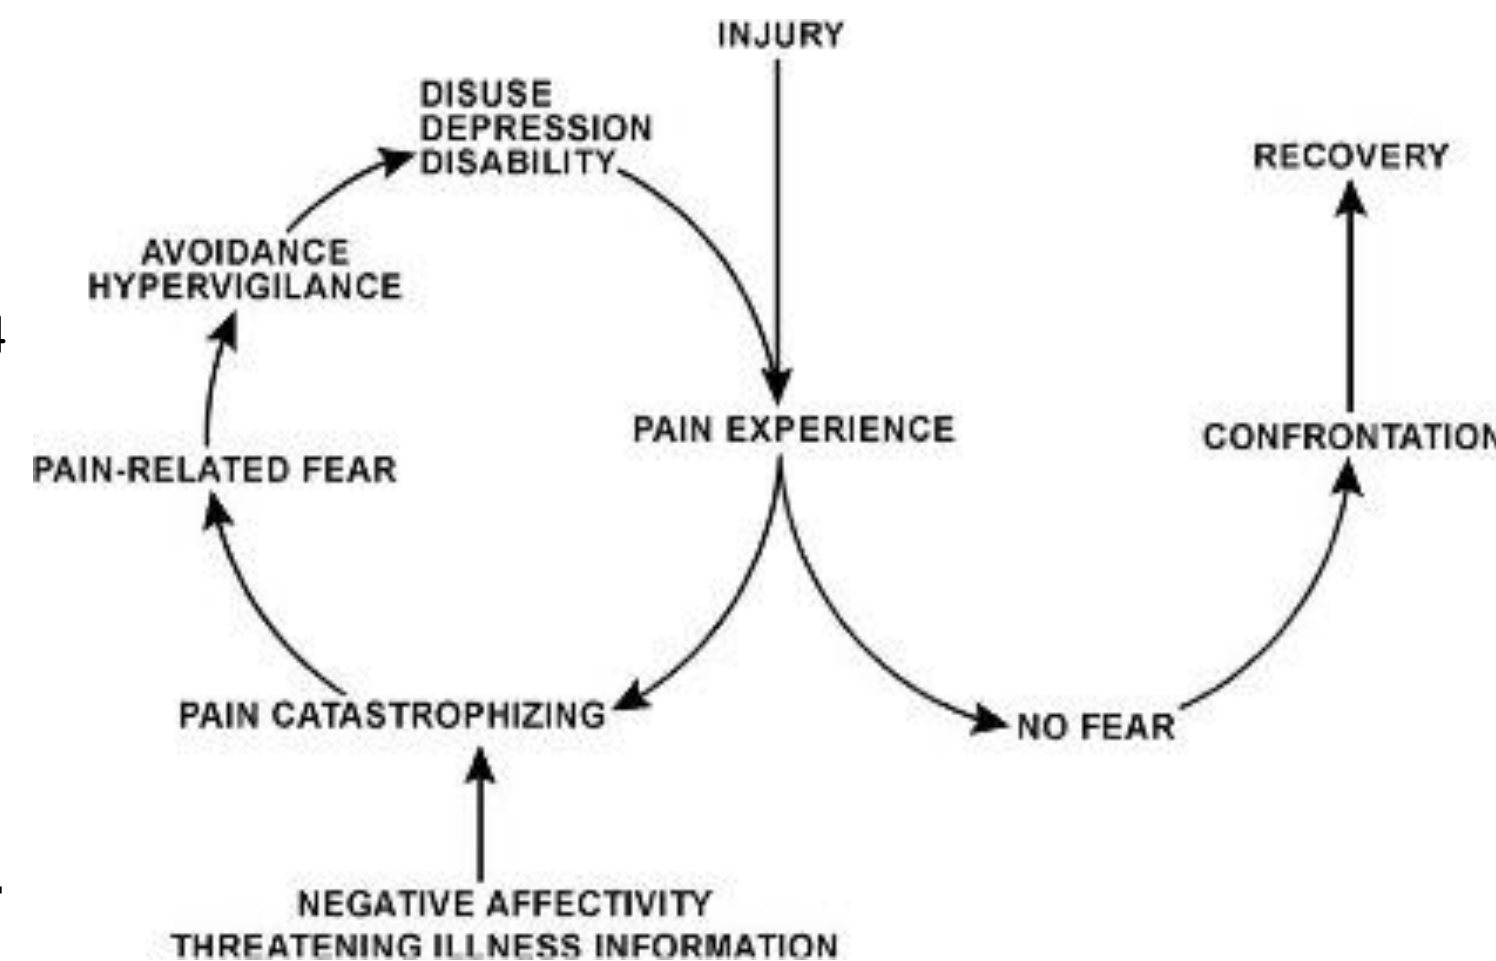 INJURY
DISUSE
DEPRESSION
DISABILITY
RECOVERY
AVOIDANCE
HYPERVIGILANCE
PAIN EXPERIENCE
CONFRONTATION
PAIN-RELATED FEAR
PAIN CATASTROPHIZING
NO FEAR
NEGATIVE AFFECTIVITY
THREATENING ILLNESS INFORMATION